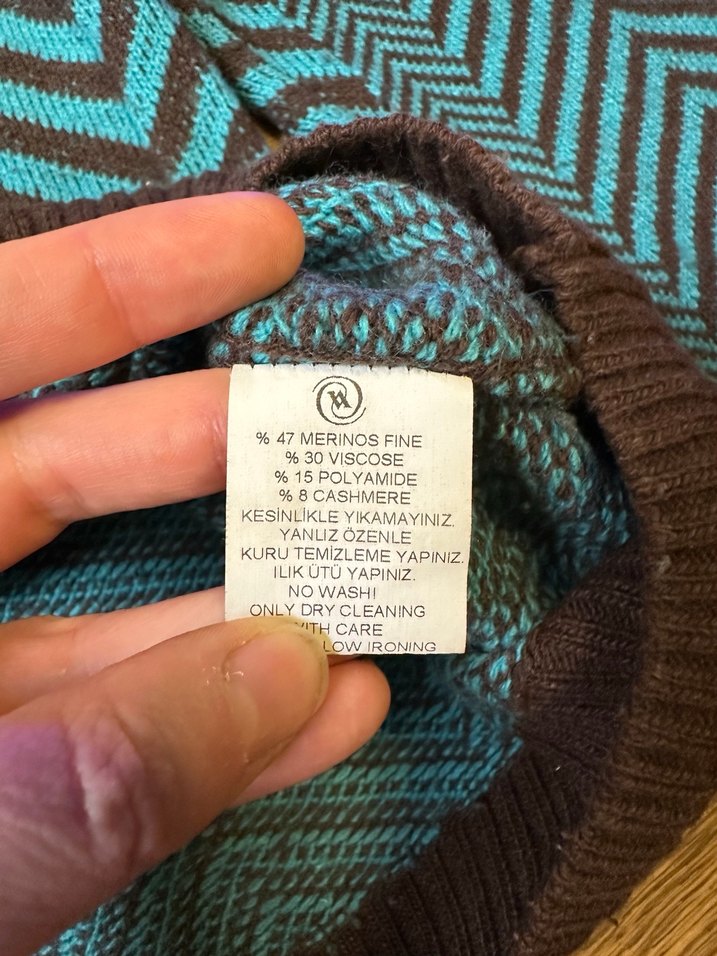 % 47 MERINOS FINE
% 30 VISCOSE
% 15 POLYAMIDE
% 8 CASHMERE
KESİNLİKLE YIKAMAYINIZ.
YANLIZ ÖZENLE
KURU TEMİZLEME YAPINIZ.
ILIK ÜTÜ YAPINIZ.
NO WASH!
ONLY DRY CLEANING
CARE
LOW IRONING